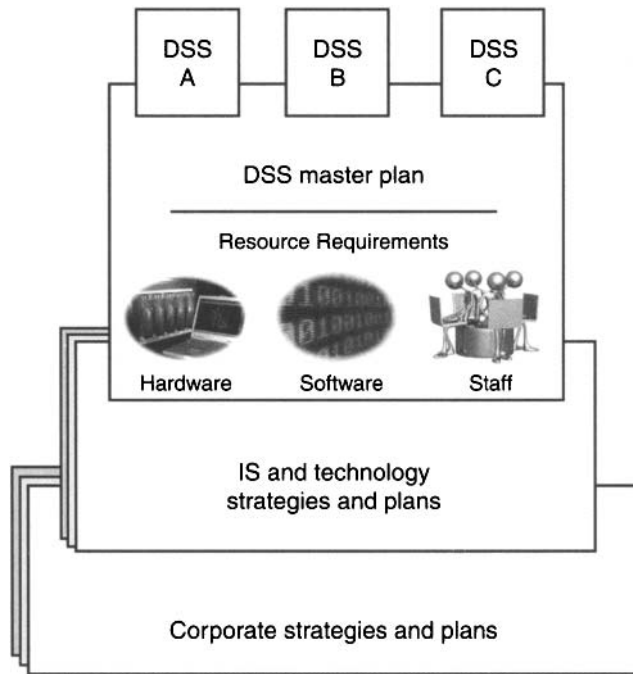 DSS
A
DSS
B
DSS
C
DSS master plan
Resource Requirements
Hardware
Software
Staff
IS and technology
strategies and plans
Corporate strategies and plans